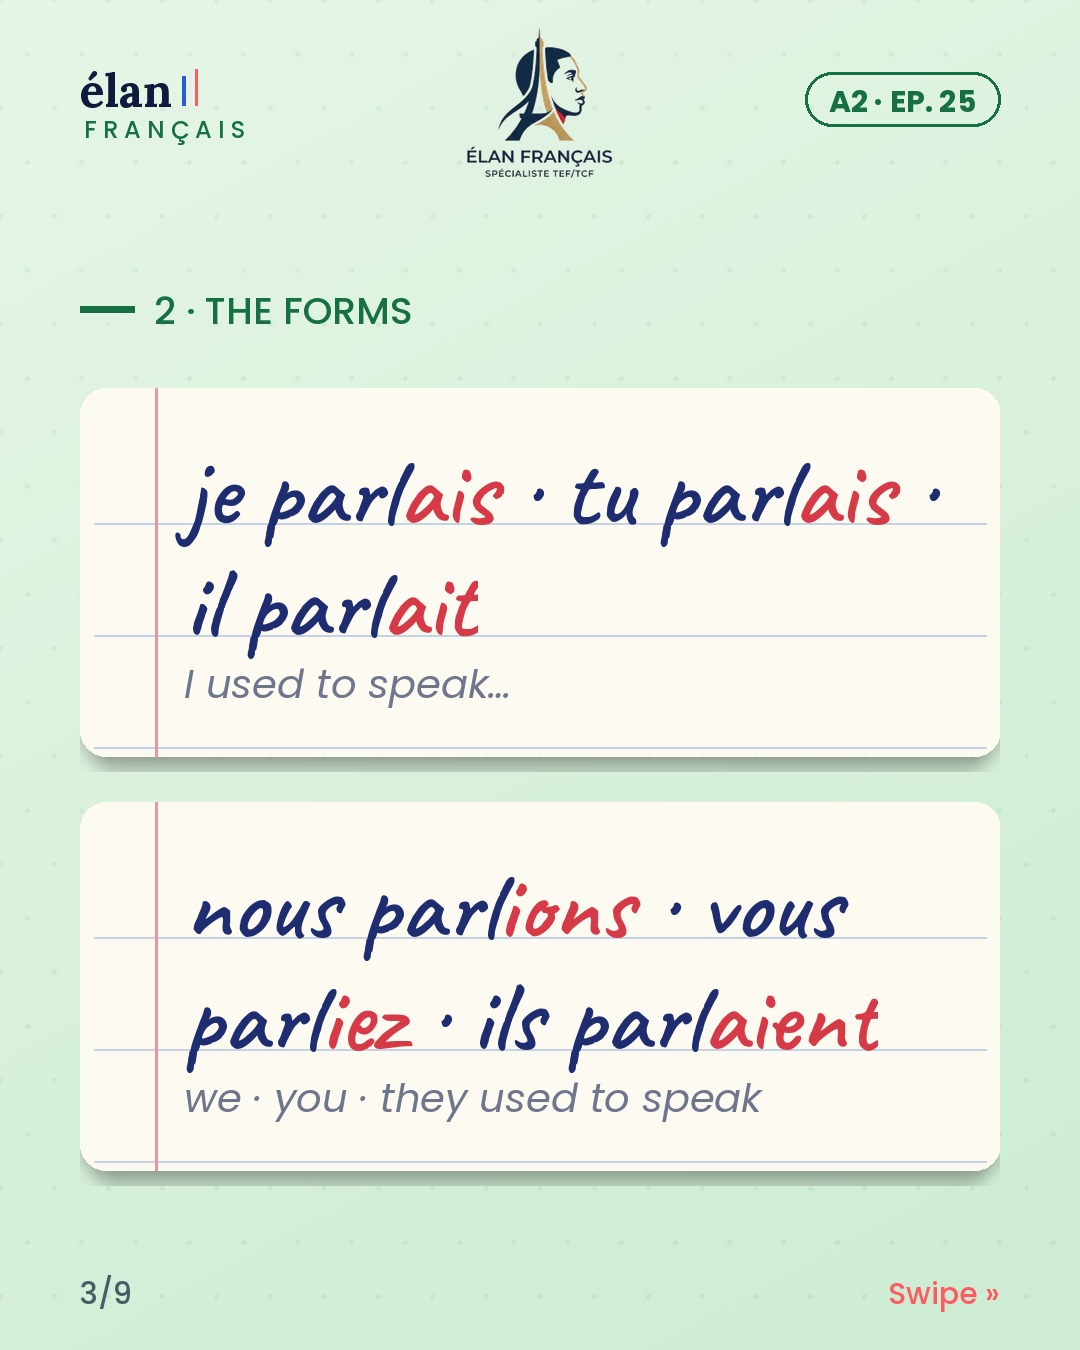 élan
FRANÇAIS
ÉLAN FRANÇAIS
SPÉCIALISTE TEF/TCF
A2 · EP. 25
2 · THE FORMS
je parlais · tu parlais ·
il parlait
I used to speak...
nous parlions · vous
parliez · ils parlaient
we · you · they used to speak
3/9
Swipe »